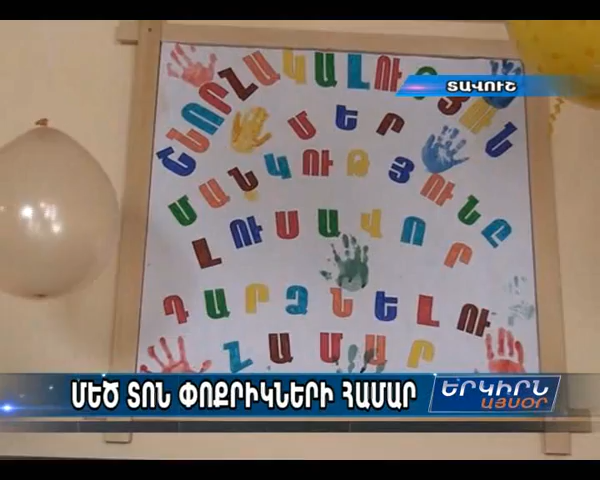 ՏԱՎՈՒՇ
ՇՆՈՐՀԱԿԱԼՈՒԹՅՈՒՆ
ՄԵՐ
ՄԱՆԿՈՒԹՅՈՒՆԸ
ԼՈՒՍԱՎՈՐ
ԴԱՐՁՆԵԼՈՒ
ՀԱՄԱՐ
ՄԵԾ ՏՈՆ ՓՈՔՐԻԿՆԵՐԻ ՀԱՄԱՐ
ԵՐԿԻՐՆ
ԱՅՍՕՐ